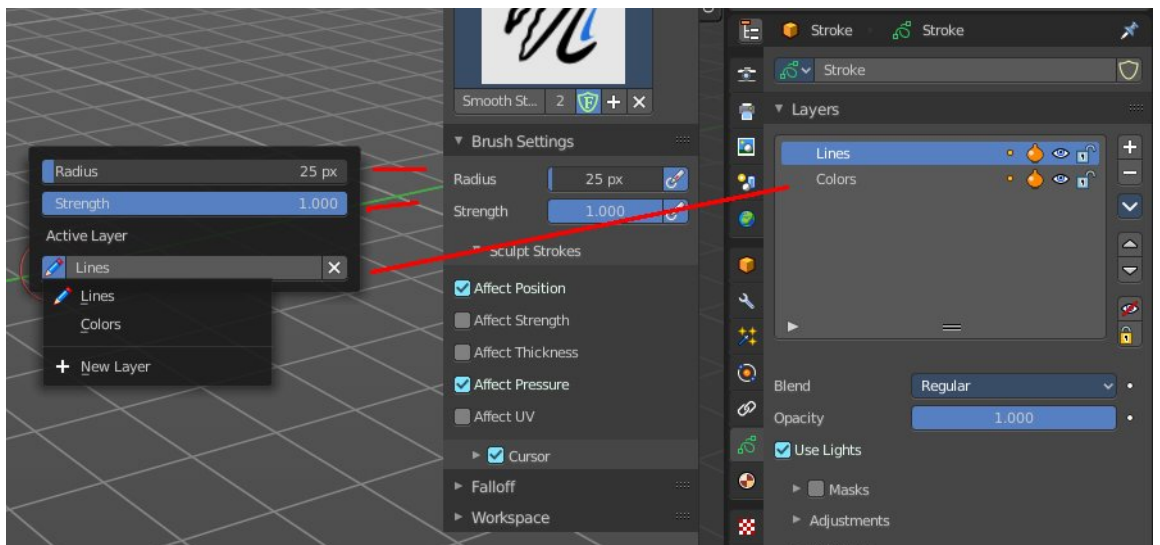 Radius 25 px
Strength 1.000
Active Layer
Lines
Lines
Colors
New Layer
Smooth St... 2 F
Brush Settings
Radius 25 px
Strength 1.000
Sculpt Strokes
Affect Position
Affect Strength
Affect Thickness
Affect Pressure
Affect UV
Cursor
Falloff
Workspace
Stroke Stroke
Stroke
Layers
Lines
Colors
Blend Regular
Opacity 1.000
Use Lights
Masks
Adjustments